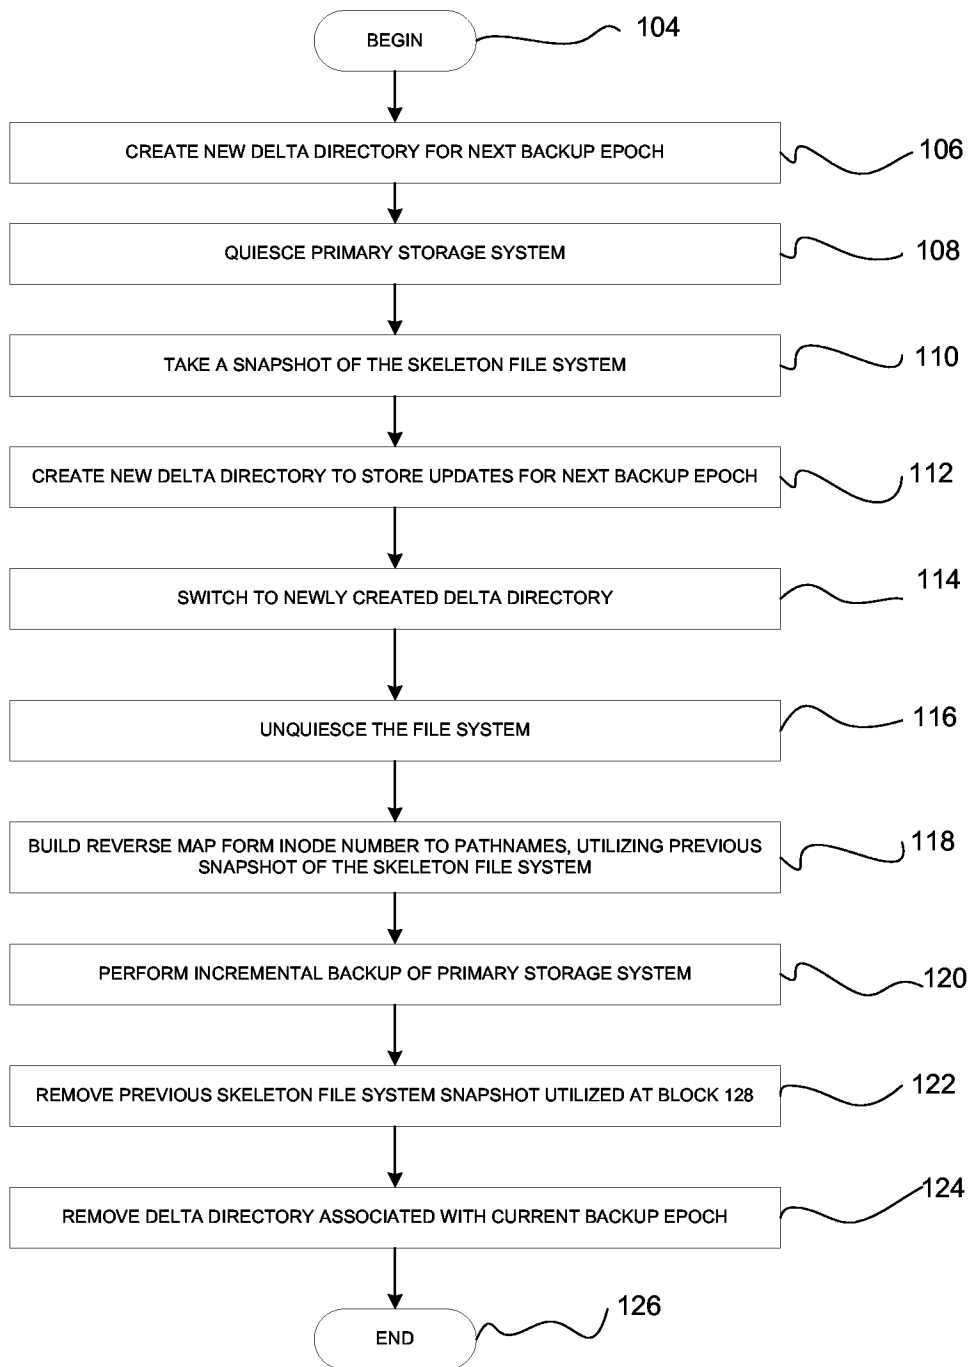 BEGIN
104
CREATE NEW DELTA DIRECTORY FOR NEXT BACKUP EPOCH
106
QUIESCE PRIMARY STORAGE SYSTEM
108
TAKE A SNAPSHOT OF THE SKELETON FILE SYSTEM
110
CREATE NEW DELTA DIRECTORY TO STORE UPDATES FOR NEXT BACKUP EPOCH
112
SWITCH TO NEWLY CREATED DELTA DIRECTORY
114
UNQUIESCE THE FILE SYSTEM
116
BUILD REVERSE MAP FORM INODE NUMBER TO PATHNAMES, UTILIZING PREVIOUS
SNAPSHOT OF THE SKELETON FILE SYSTEM
118
PERFORM INCREMENTAL BACKUP OF PRIMARY STORAGE SYSTEM
120
REMOVE PREVIOUS SKELETON FILE SYSTEM SNAPSHOT UTILIZED AT BLOCK 128
122
REMOVE DELTA DIRECTORY ASSOCIATED WITH CURRENT BACKUP EPOCH
124
END
126